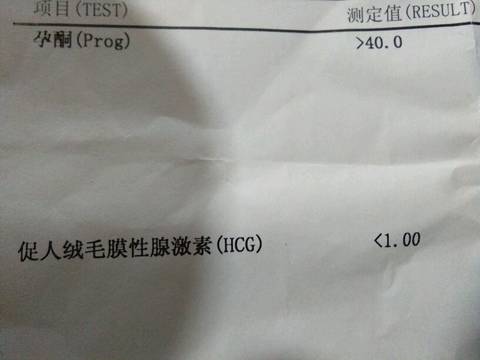 项目(TEST) 测定值(RESULT)
孕酮(Prog) >40.0
促人绒毛膜性腺激素(HCG) <1.00